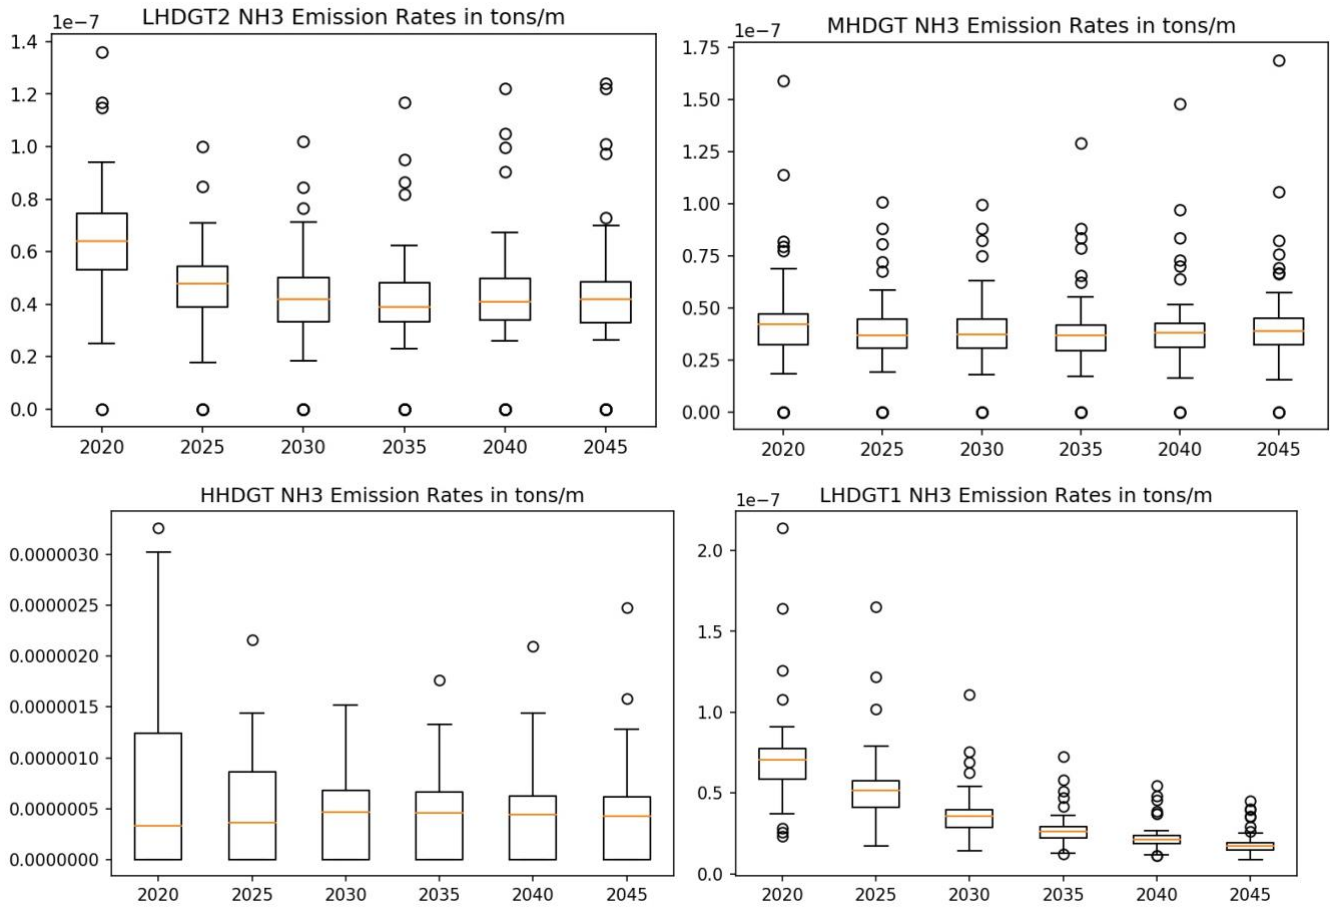 LHDGT2 NH3 Emission Rates in tons/m
1e−7
1.4
1.2
1.0
0.8
0.6
0.4
0.2
0.0
2020 2025 2030 2035 2040 2045
MHDGT NH3 Emission Rates in tons/m
1e−7
1.75
1.50
1.25
1.00
0.75
0.50
0.25
0.00
2020 2025 2030 2035 2040 2045
HHDGT NH3 Emission Rates in tons/m
0.0000030
0.0000025
0.0000020
0.0000015
0.0000010
0.0000005
0.0000000
2020 2025 2030 2035 2040 2045
LHDGT1 NH3 Emission Rates in tons/m
1e−7
2.0
1.5
1.0
0.5
0.0
2020 2025 2030 2035 2040 2045